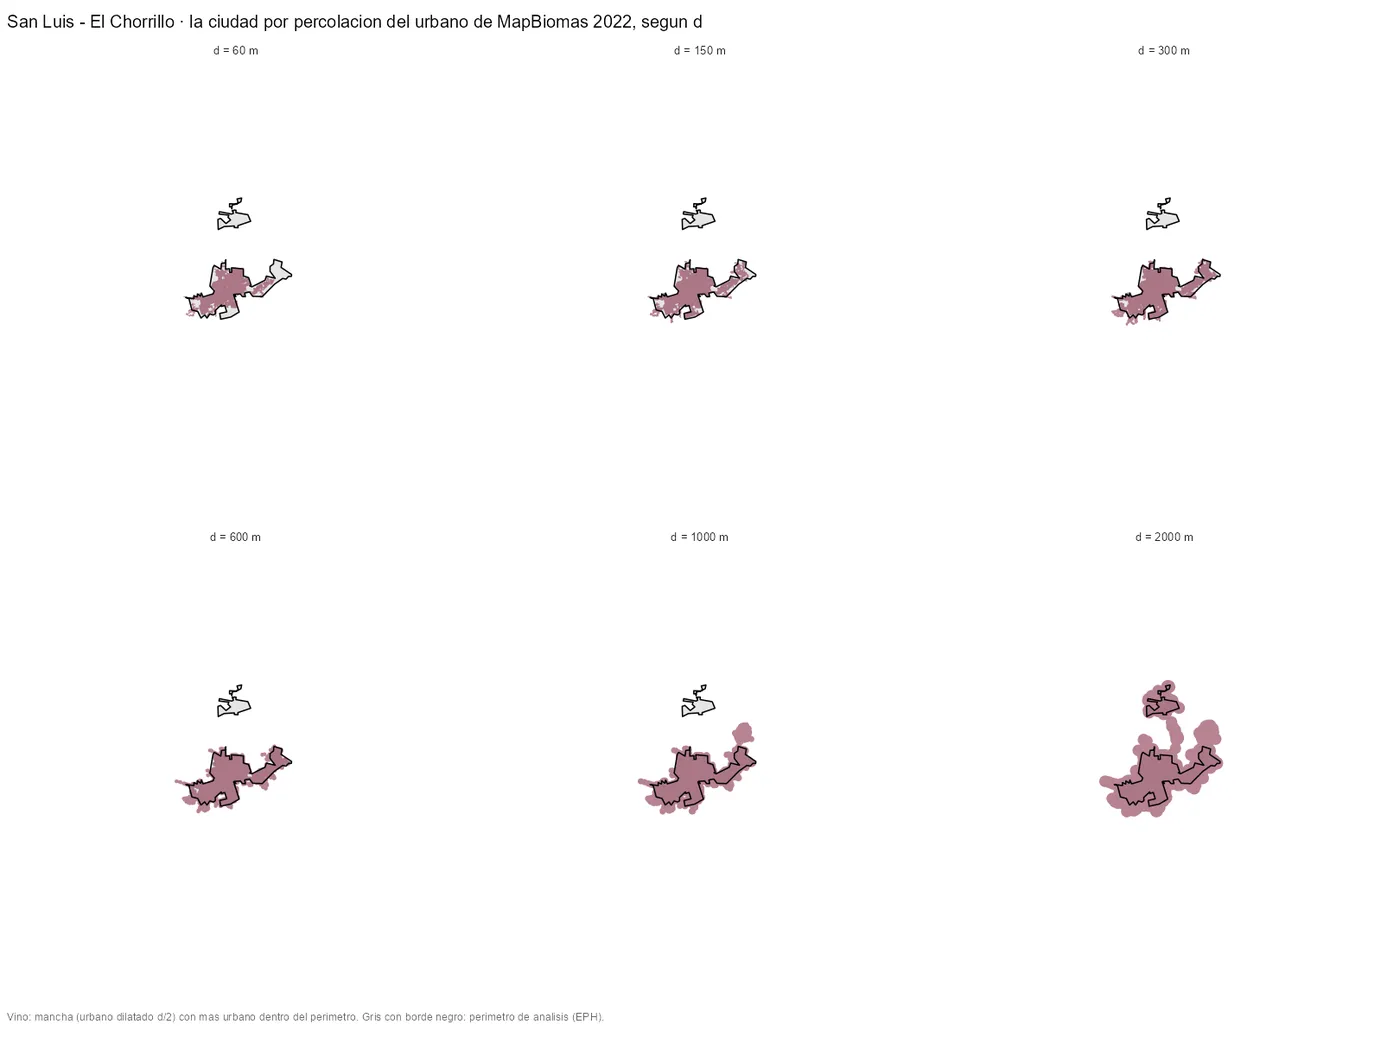 San Luis - El Chorrillo · la ciudad por percolacion del urbano de MapBiomas 2022, segun d
d = 60 m
d = 150 m
d = 300 m
d = 600 m
d = 1000 m
d = 2000 m
Vino: mancha (urbano dilatado d/2) con mas urbano dentro del perimetro. Gris con borde negro: perimetro de analisis (EPH).